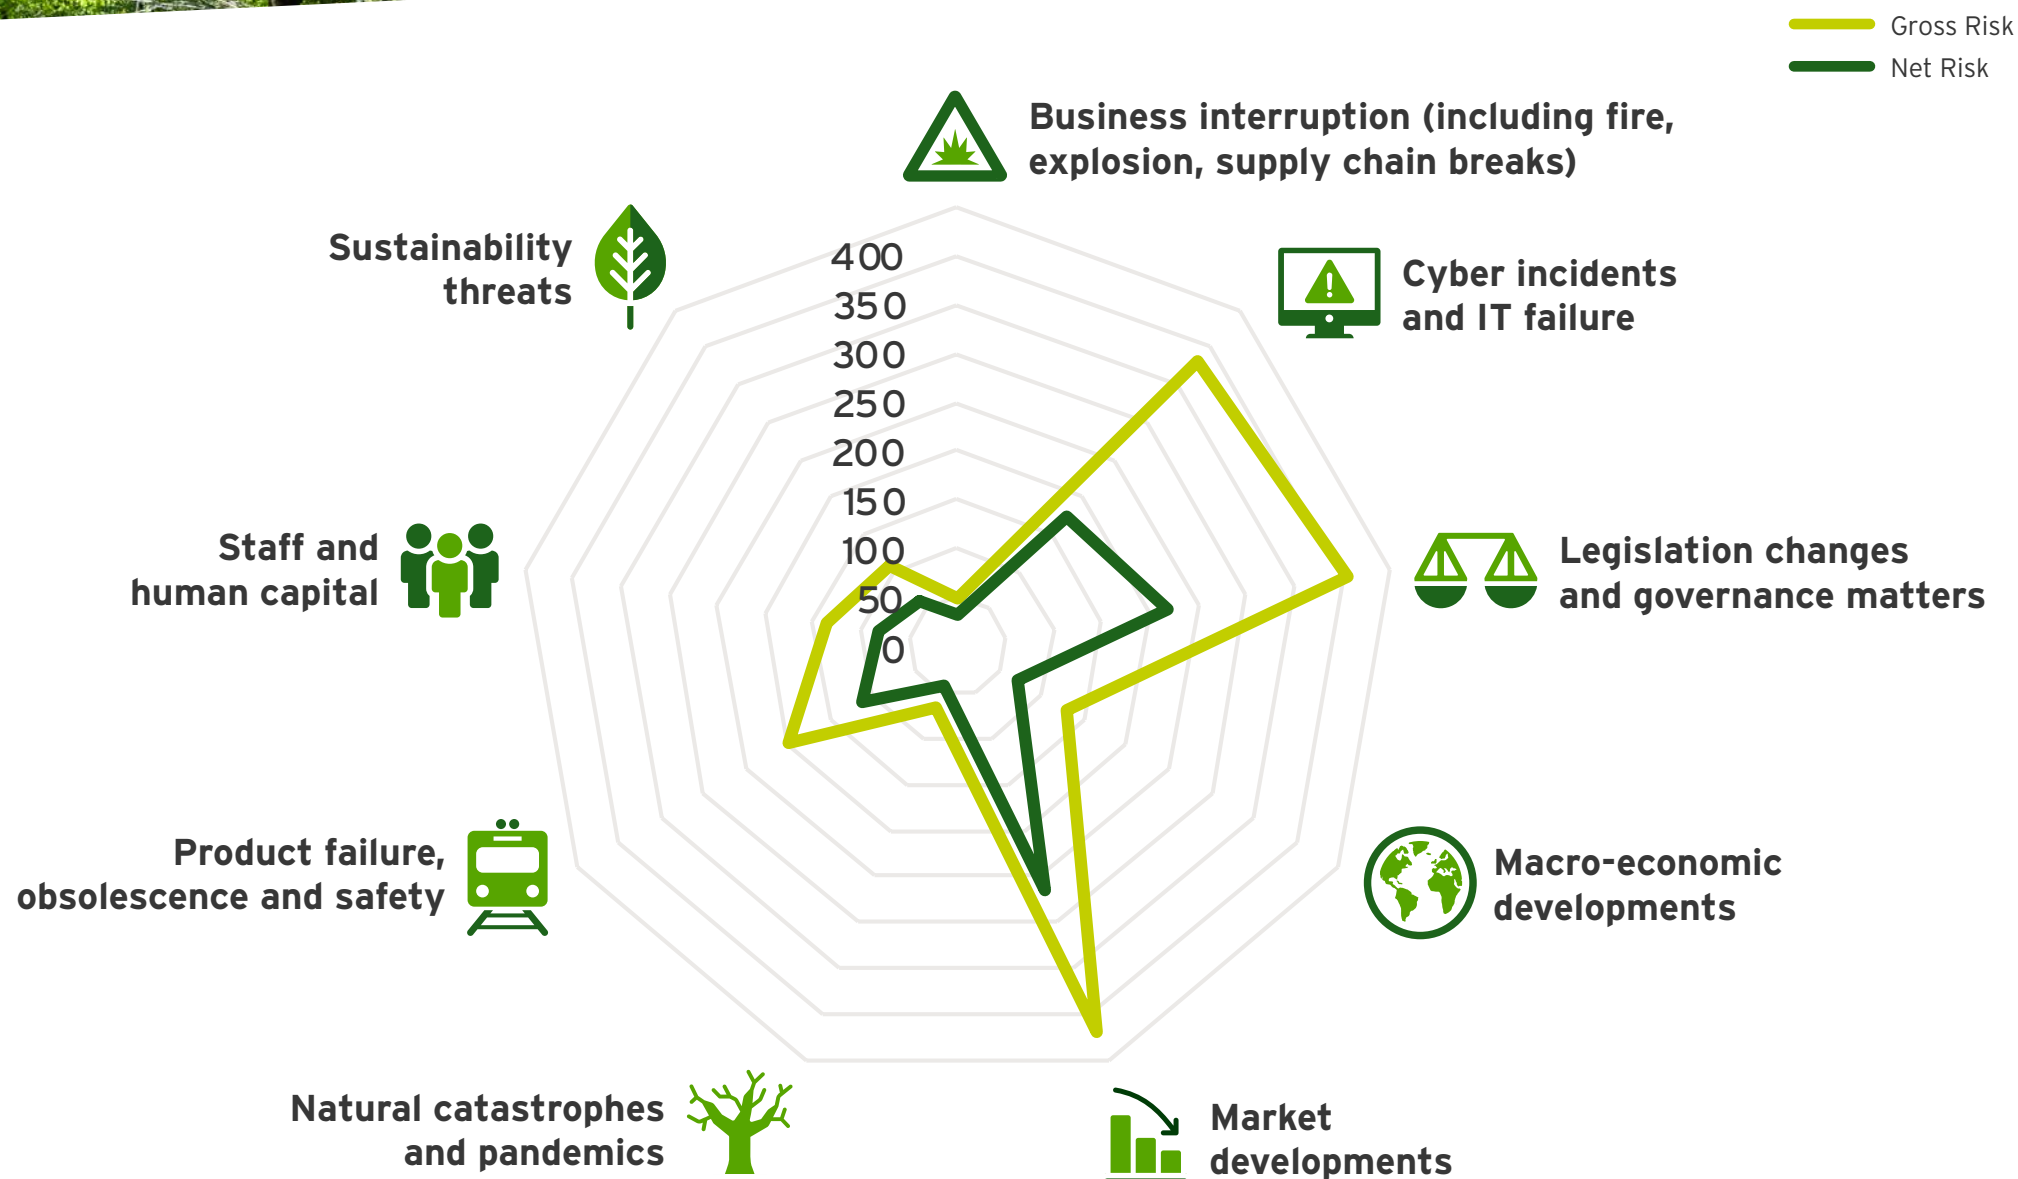 Gross Risk
Net Risk
Business interruption (including fire,
explosion, supply chain breaks)
Sustainability
threats
Cyber incidents
and IT failure
400
350
300
250
200
150
100
50
0
Staff and
human capital
Legislation changes
and governance matters
Product failure,
obsolescence and safety
Macro-economic
developments
Natural catastrophes
and pandemics
Market
developments